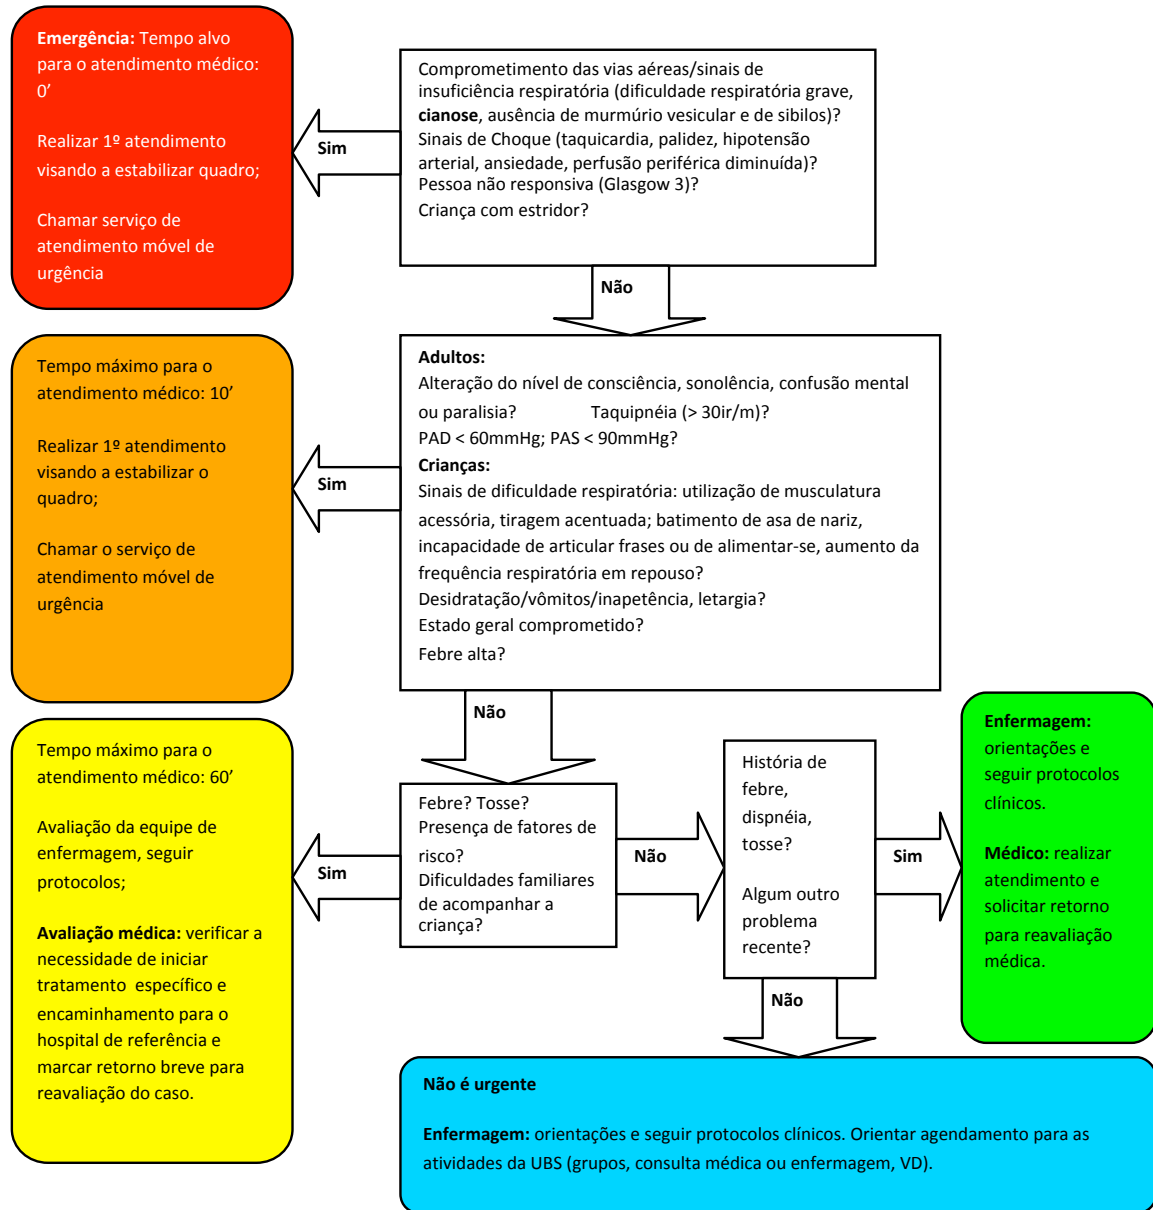 Emergência: Tempo alvo
para o atendimento médico:
0’
Realizar 1º atendimento
visando a estabilizar quadro;
Chamar serviço de
atendimento móvel de
urgência
Sim
Comprometimento das vias aéreas/sinais de
insuficiência respiratória (dificuldade respiratória grave,
cianose, ausência de murmúrio vesicular e de sibilos)?
Sinais de Choque (taquicardia, palidez, hipotensão
arterial, ansiedade, perfusão periférica diminuída)?
Pessoa não responsiva (Glasgow 3)?
Criança com estridor?
Não
Tempo máximo para o
atendimento médico: 10’
Realizar 1º atendimento
visando a estabilizar o
quadro;
Chamar o serviço de
atendimento móvel de
urgência
Sim
Adultos:
Alteração do nível de consciência, sonolência, confusão mental
ou paralisia? Taquipnéia (> 30ir/m)?
PAD < 60mmHg; PAS < 90mmHg?
Crianças:
Sinais de dificuldade respiratória: utilização de musculatura
acessória, tiragem acentuada; batimento de asa de nariz,
incapacidade de articular frases ou de alimentar-se, aumento da
frequência respiratória em repouso?
Desidratação/vômitos/inapetência, letargia?
Estado geral comprometido?
Febre alta?
Não
Tempo máximo para o
atendimento médico: 60’
Avaliação da equipe de
enfermagem, seguir
protocolos;
Avaliação médica: verificar a
necessidade de iniciar
tratamento específico e
encaminhamento para o
hospital de referência e
marcar retorno breve para
reavaliação do caso.
Sim
Febre? Tosse?
Presença de fatores de
risco?
Dificuldades familiares
de acompanhar a
criança?
Não
História de
febre,
dispnéia,
tosse?
Algum outro
problema
recente?
Sim
Enfermagem:
orientações e
seguir protocolos
clínicos.
Médico: realizar
atendimento e
solicitar retorno
para reavaliação
médica.
Não
Não é urgente
Enfermagem: orientações e seguir protocolos clínicos. Orientar agendamento para as
atividades da UBS (grupos, consulta médica ou enfermagem, VD).